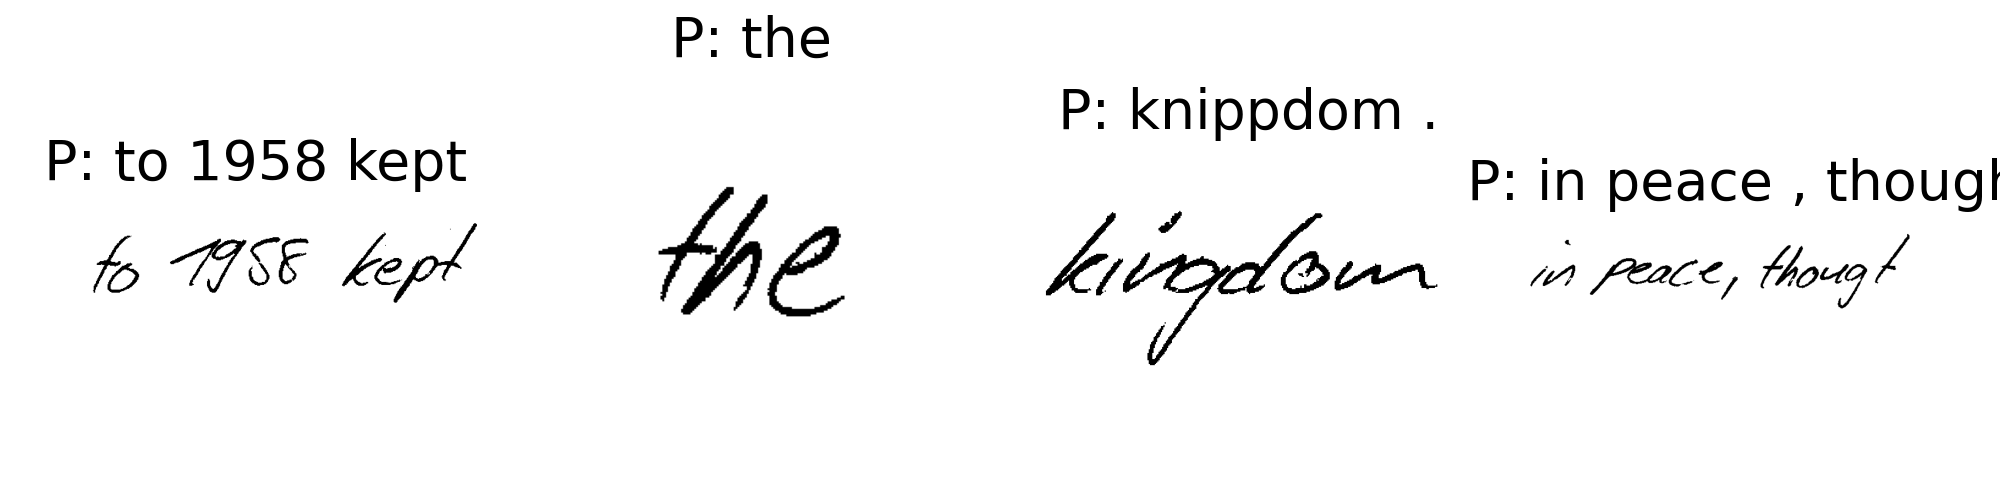 P: the
P: knippdom .
P: to 1958 kept
P: in peace , though
to 1958 kept
the
kingdom
in peace, thougt